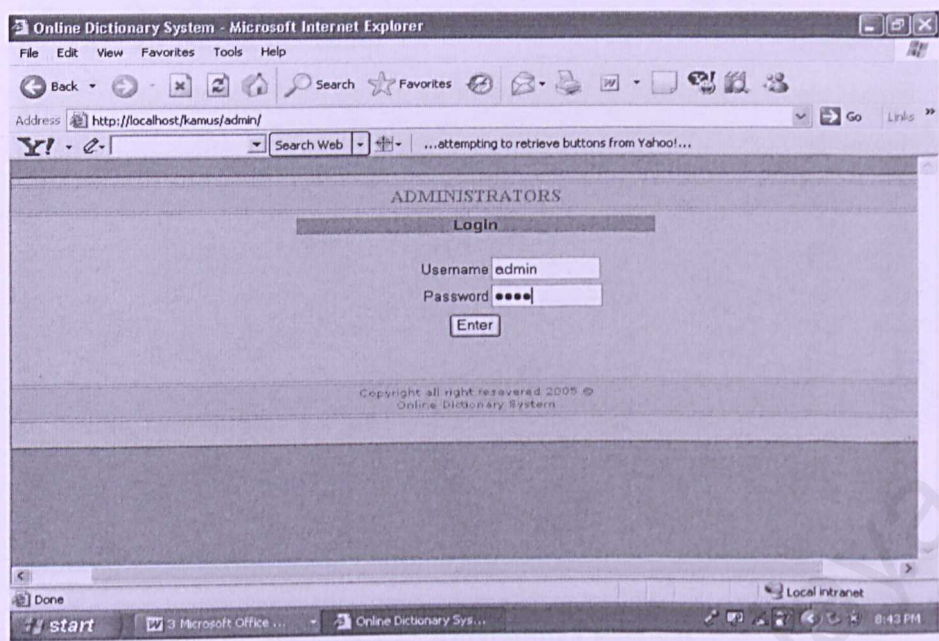 Online Dictionary System - Microsoft Internet Explorer
File Edit View Favorites Tools Help
Back Search Favorites
Address http://localhost/kamus/admin/ Go Links »
Y! Search Web ...attempting to retrieve buttons from Yahoo!...
ADMINISTRATORS
Login
Username admin
Password ••••
Enter
Copyright all right resevered 2005 ©
Online Dictionary System
Done Local intranet
start 3 Microsoft Office ... Online Dictionary Sys... 8:43 PM